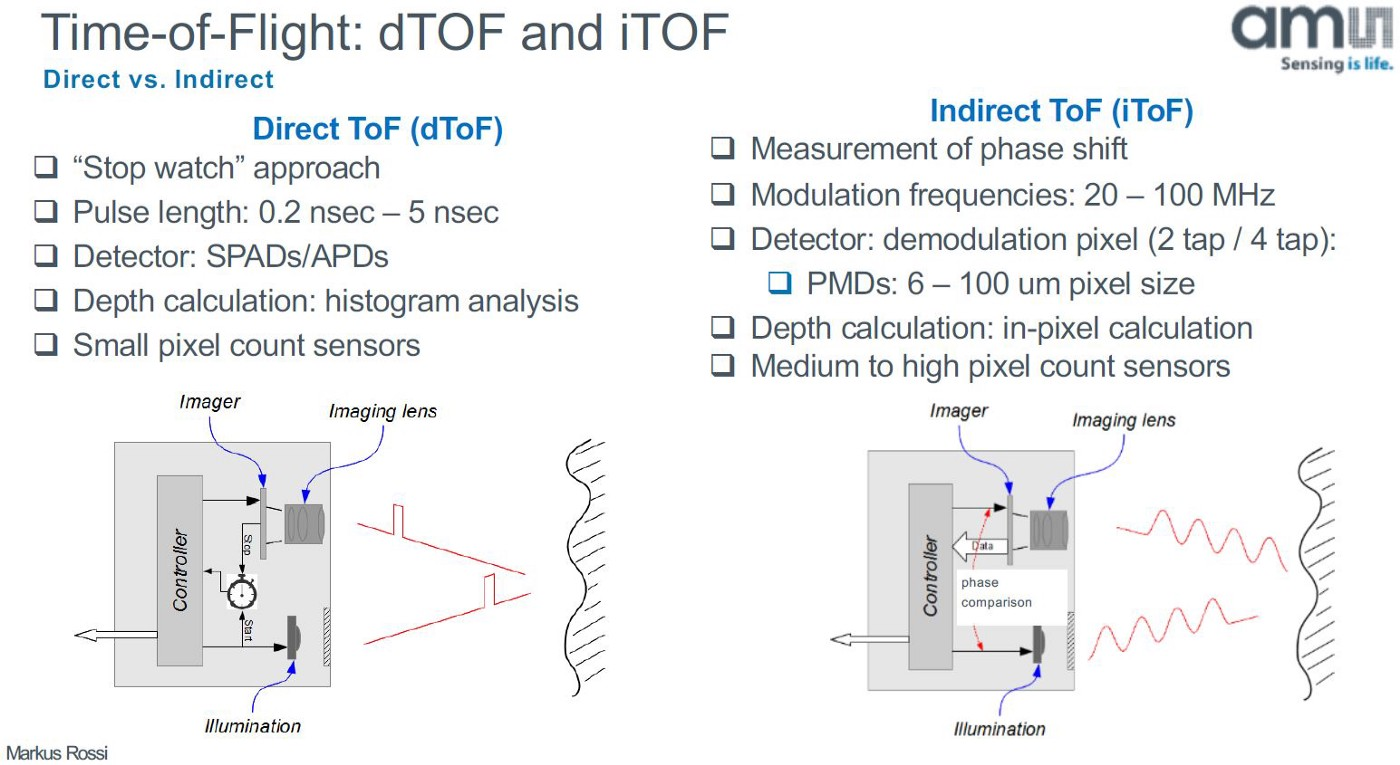 Time-of-Flight: dTOF and iTOF
amu
Sensing is life.
Direct vs. Indirect
Direct ToF (dToF)
❑ “Stop watch” approach
❑ Pulse length: 0.2 nsec – 5 nsec
❑ Detector: SPADs/APDs
❑ Depth calculation: histogram analysis
❑ Small pixel count sensors
Imager
Imaging lens
Controller
Stop
Start
Illumination
Indirect ToF (iToF)
❑ Measurement of phase shift
❑ Modulation frequencies: 20 – 100 MHz
❑ Detector: demodulation pixel (2 tap / 4 tap):
❑ PMDs: 6 – 100 um pixel size
❑ Depth calculation: in-pixel calculation
❑ Medium to high pixel count sensors
Imager
Imaging lens
Controller
Data
phase
comparison
Illumination
Markus Rossi